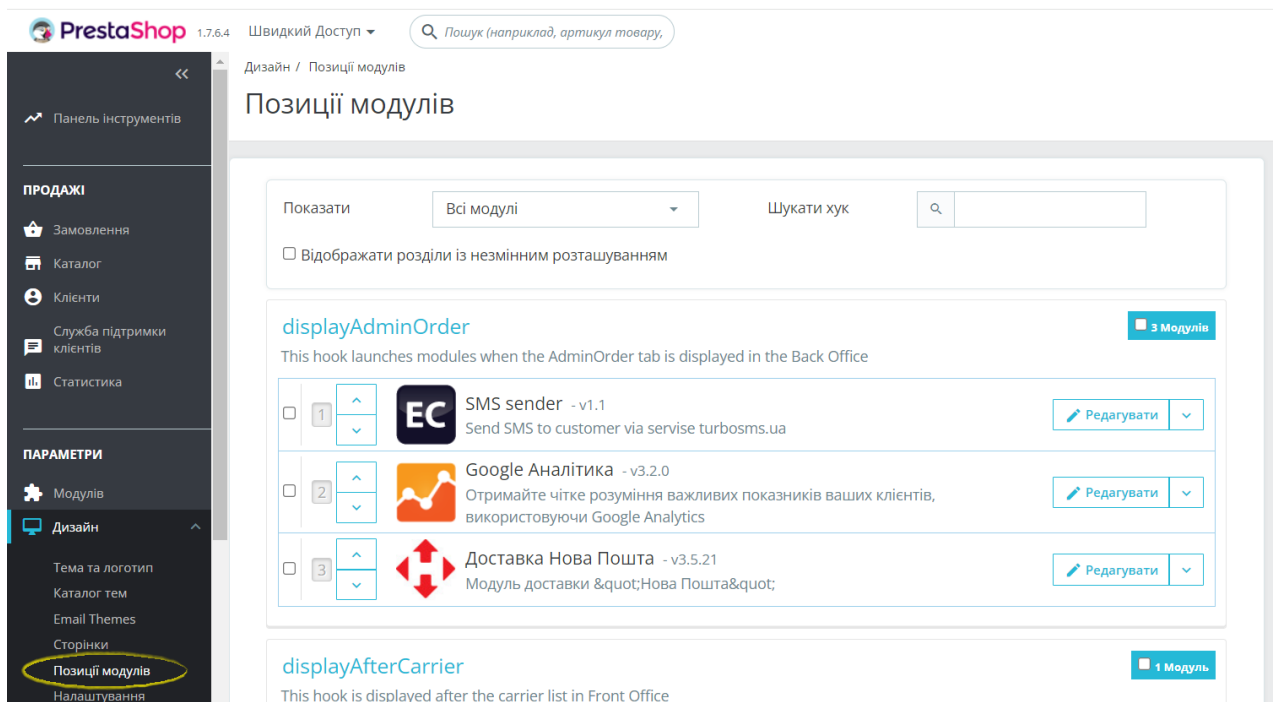 PrestaShop 1.7.6.4 Швидкий Доступ Пошук (наприклад, артикул товару,
Дизайн / Позиції модулів
Позиції модулів
Панель інструментів
ПРОДАЖІ
Замовлення
Каталог
Клієнти
Служба підтримки
клієнтів
Статистика
ПАРАМЕТРИ
Модулів
Дизайн
Тема та логотип
Каталог тем
Email Themes
Сторінки
Позиції модулів
Налаштування
Показати Всі модулі Шукати хук
Відображати розділи із незмінним розташуванням
displayAdminOrder 3 Модулів
This hook launches modules when the AdminOrder tab is displayed in the Back Office
1 EC SMS sender - v1.1 Редагувати
Send SMS to customer via servise turbosms.ua
2 Google Аналітика - v3.2.0 Редагувати
Отримайте чітке розуміння важливих показників ваших клієнтів,
використовуючи Google Analytics
3 Доставка Нова Пошта - v3.5.21 Редагувати
Модуль доставки &quot;Нова Пошта&quot;
displayAfterCarrier 1 Модуль
This hook is displayed after the carrier list in Front Office